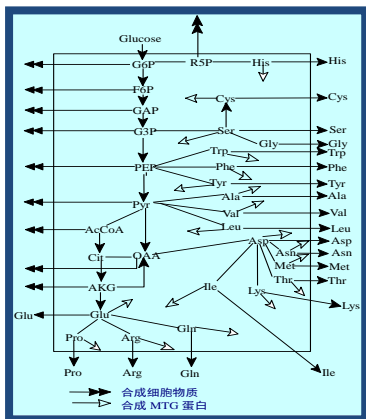 Glucose
G6P R5P His His
F6P
GAP Cys Cys
G3P Ser Ser
Gly Gly
Trp Trp
PEP Phe Phe
Tyr Tyr
Ala Ala
Pyr Val Val
Leu Leu
AcCoA Asp Asp
Cit OAA Asn Asn
Met Met
AKG Ile Thr Thr
Lys Lys
Glu Glu Gln
Pro Arg
Pro Arg Gln Ile
合成细胞物质
合成 MTG 蛋白